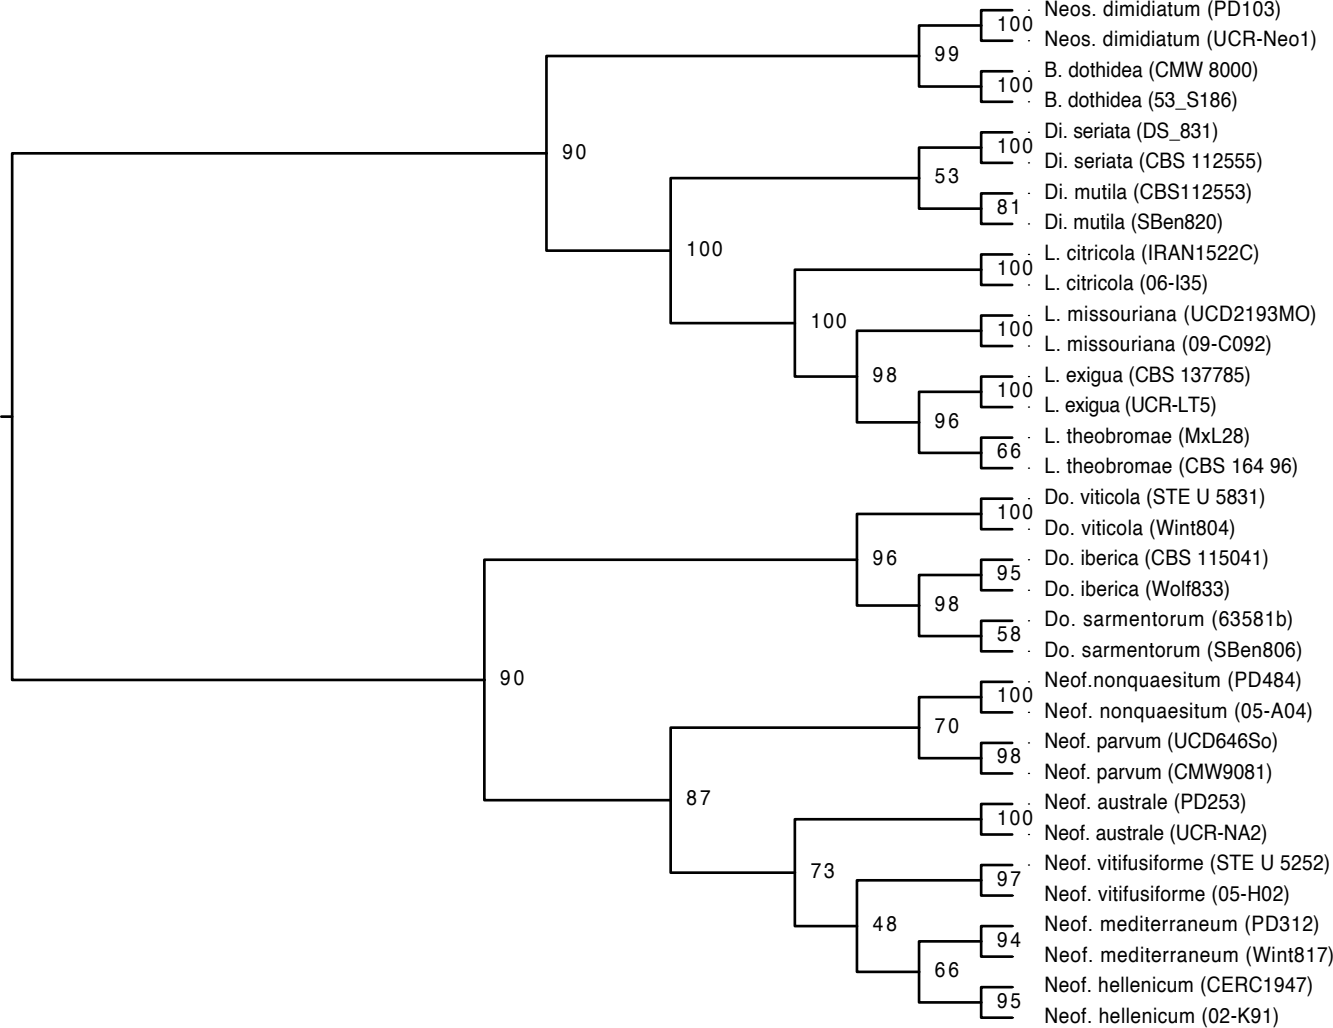 Neos. dimidiatum (PD103)
100
Neos. dimidiatum (UCR-Neo1)
99
B. dothidea (CMW 8000)
100
B. dothidea (53_S186)
Di. seriata (DS_831)
100
90
Di. seriata (CBS 112555)
53
Di. mutila (CBS112553)
81
Di. mutila (SBen820)
100
L. citricola (IRAN1522C)
100
L. citricola (06-I35)
L. missouriana (UCD2193MO)
100
100
L. missouriana (09-C092)
98
L. exigua (CBS 137785)
100
L. exigua (UCR-LT5)
96
L. theobromae (MxL28)
66
L. theobromae (CBS 164 96)
Do. viticola (STE U 5831)
100
Do. viticola (Wint804)
96
Do. iberica (CBS 115041)
95
Do. iberica (Wolf833)
98
Do. sarmentorum (63581b)
58
Do. sarmentorum (SBen806)
90
Neof.nonquaesitum (PD484)
100
Neof. nonquaesitum (05-A04)
70
Neof. parvum (UCD646So)
98
Neof. parvum (CMW9081)
87
Neof. australe (PD253)
100
Neof. australe (UCR-NA2)
73
Neof. vitifusiforme (STE U 5252)
97
Neof. vitifusiforme (05-H02)
48
Neof. mediterraneum (PD312)
94
Neof. mediterraneum (Wint817)
66
Neof. hellenicum (CERC1947)
95
Neof. hellenicum (02-K91)